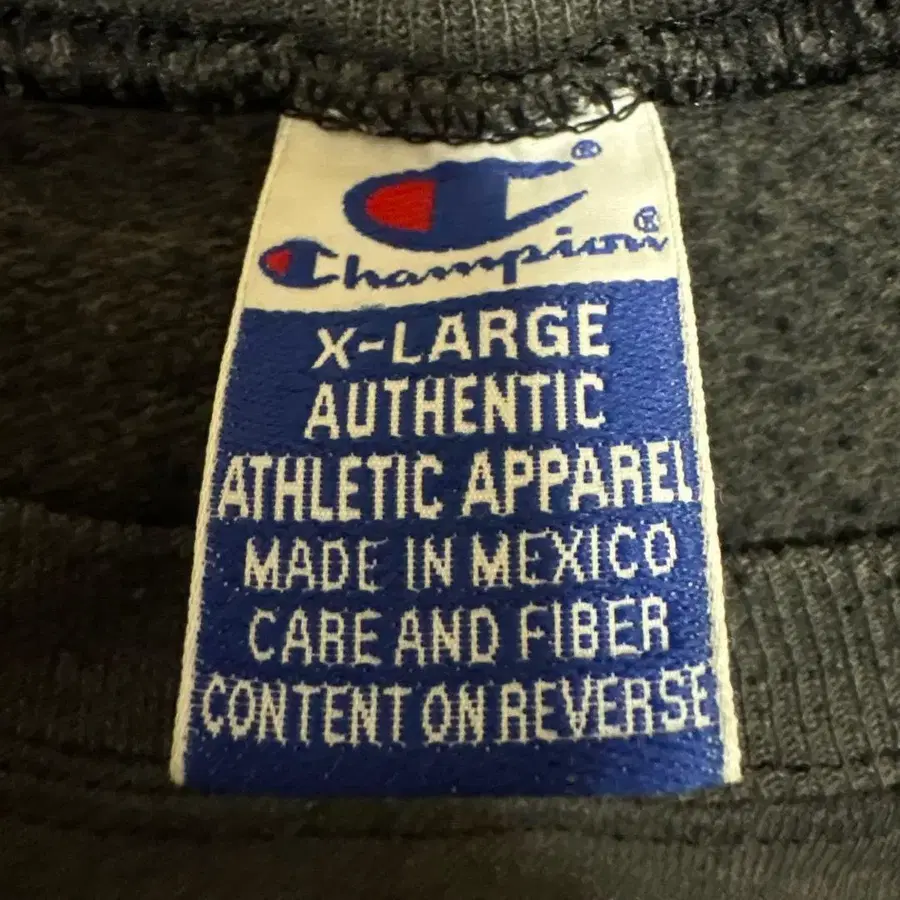 ®
Champion®
X-LARGE
AUTHENTIC
ATHLETIC APPAREL
MADE IN MEXICO
CARE AND FIBER
CONTENT ON REVERSE